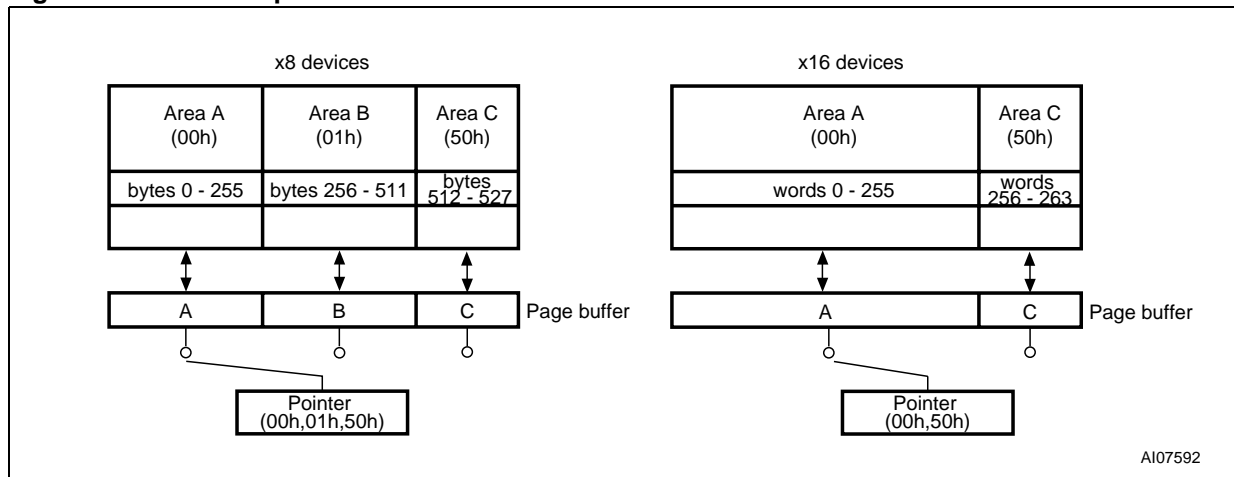 x8 devices
Area A
(00h)
Area B
(01h)
Area C
(50h)
bytes 0 - 255
bytes 256 - 511
bytes
512 - 527
A
B
C
Page buffer
Pointer
(00h,01h,50h)
x16 devices
Area A
(00h)
Area C
(50h)
words 0 - 255
words
256 - 263
A
C
Page buffer
Pointer
(00h,50h)
AI07592